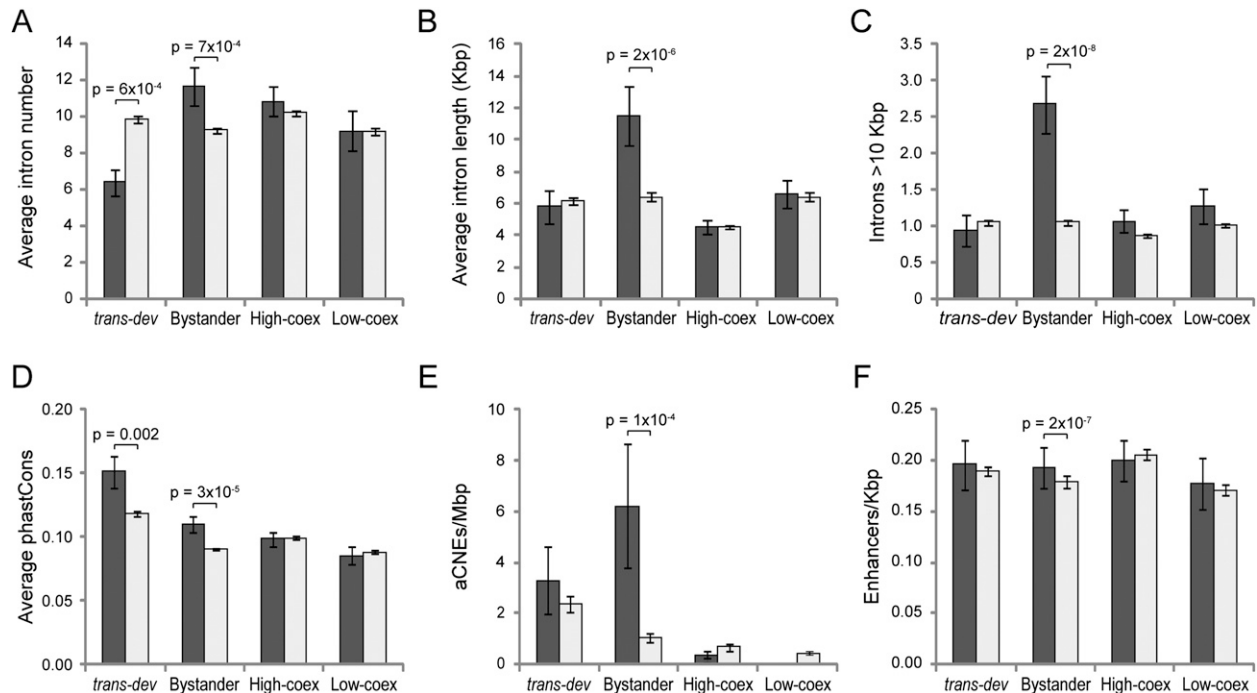 A
Average intron number
14
12
10
8
6
4
2
0
p = 6x10-4
p = 7x10-4
trans-dev Bystander High-coex Low-coex
B
Average intron length (Kbp)
16
14
12
10
8
6
4
2
0
p = 2x10-6
trans-dev Bystander High-coex Low-coex
C
Introns >10 Kbp
3.5
3.0
2.5
2.0
1.5
1.0
0.5
0
p = 2x10-8
trans-dev Bystander High-coex Low-coex
D
Average phastCons
0.20
0.15
0.10
0.05
0.00
p = 0.002
p = 3x10-5
trans-dev Bystander High-coex Low-coex
E
aCNEs/Mbp
10
8
6
4
2
0
p = 1x10-4
trans-dev Bystander High-coex Low-coex
F
Enhancers/Kbp
0.25
0.20
0.15
0.10
0.05
0.00
p = 2x10-7
trans-dev Bystander High-coex Low-coex